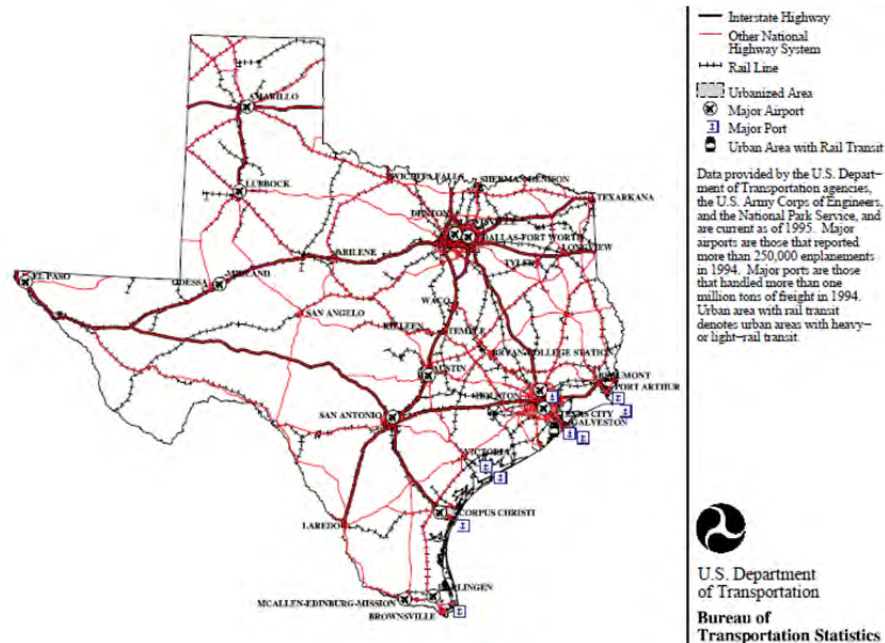 Interstate Highway
Other National
Highway System
Rail Line
Urbanized Area
Major Airport
Major Port
Urban Area with Rail Transit
Data provided by the U.S. Depart-
ment of Transportation agencies,
the U.S. Army Corps of Engineers,
and the National Park Service, and
are current as of 1995. Major
airports are those that reported
more than 250,000 enplanements
in 1994. Major ports are those
that handled more than one
million tons of freight in 1994.
Urban area with rail transit
denotes urban areas with heavy-
or light-rail transit.
U.S. Department
of Transportation
Bureau of
Transportation Statistics
AMARILLO
LUBBOCK
WICHITA FALLS
SHERMAN-DENISON
TEXARKANA
DENTON
LEWISVILLE
DALLAS-FORT WORTH
LONGVIEW
TYLER
ABILENE
EL PASO
MIDLAND
ODESSA
SAN ANGELO
WACO
KILLEEN
TEMPLE
BRYAN-COLLEGE STATION
AUSTIN
BEAUMONT
PORT ARTHUR
HOUSTON
TEXAS CITY
GALVESTON
SAN ANTONIO
VICTORIA
CORPUS CHRISTI
LAREDO
HARLINGEN
MCALLEN-EDINBURG-MISSION
BROWNSVILLE